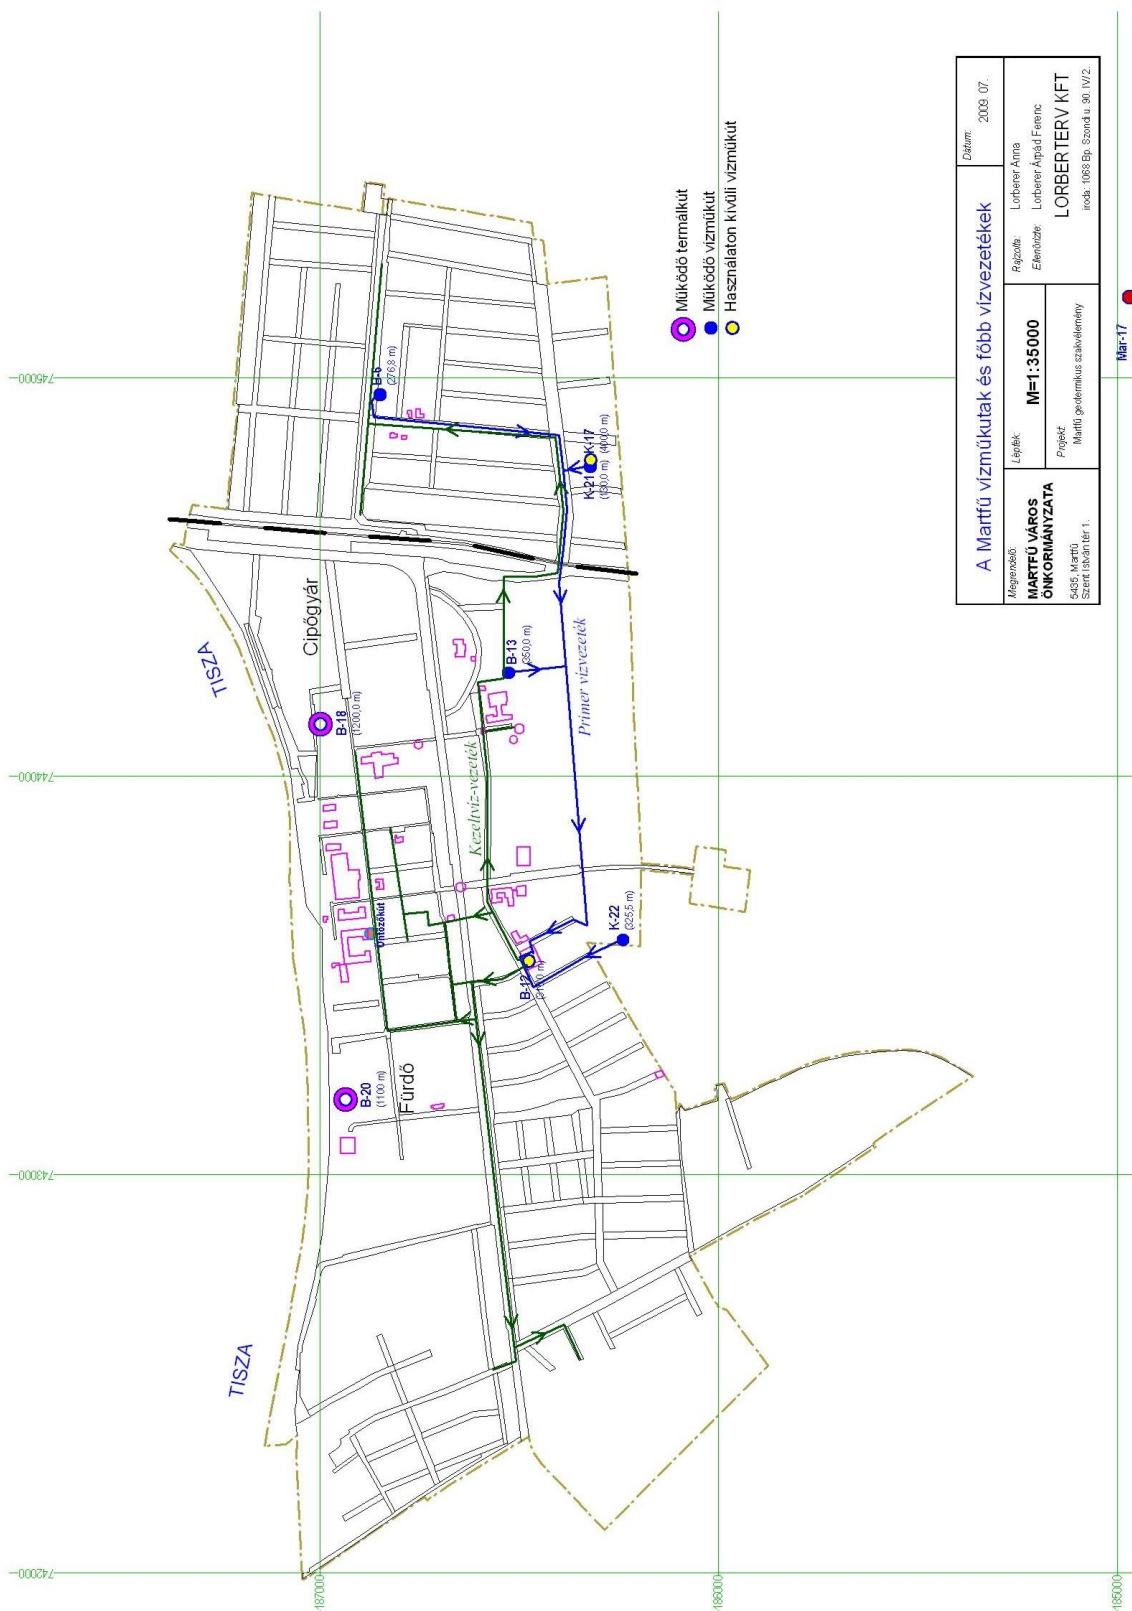 TISZA
TISZA
Cipőgyár
B-18
(1200,0 m)
B-20
(1100 m)
Fürdő
Öntözőkút
B-6
(276,8 m)
B-13
(350,0 m)
Kezeltvíz-vezeték
Primer vízvezeték
K-21
(130,0 m)
K-17
(400,0 m)
B-12
K-22
(325,5 m)
Működő termálkút
Működő vízműkút
Használaton kívüli vízműkút
742000
743000
744000
745000
187000
186000
185000
Mar-17
A Martfű vízműkutak és főbb vízvezetékek
Dátum:
2009. 07.
Megrendelő:
MARTFŰ VÁROS
ÖNKORMÁNYZATA
5435, Martfű
Szent István tér 1.
Lépték:
M=1:35000
Projekt:
Martfű geotermikus szakvélemény
Rajzolta:
Lorberer Anna
Ellenőrizte:
Lorberer Árpád Ferenc
LORBERTERV KFT
iroda: 1068 Bp. Szondi u. 90. IV/2.